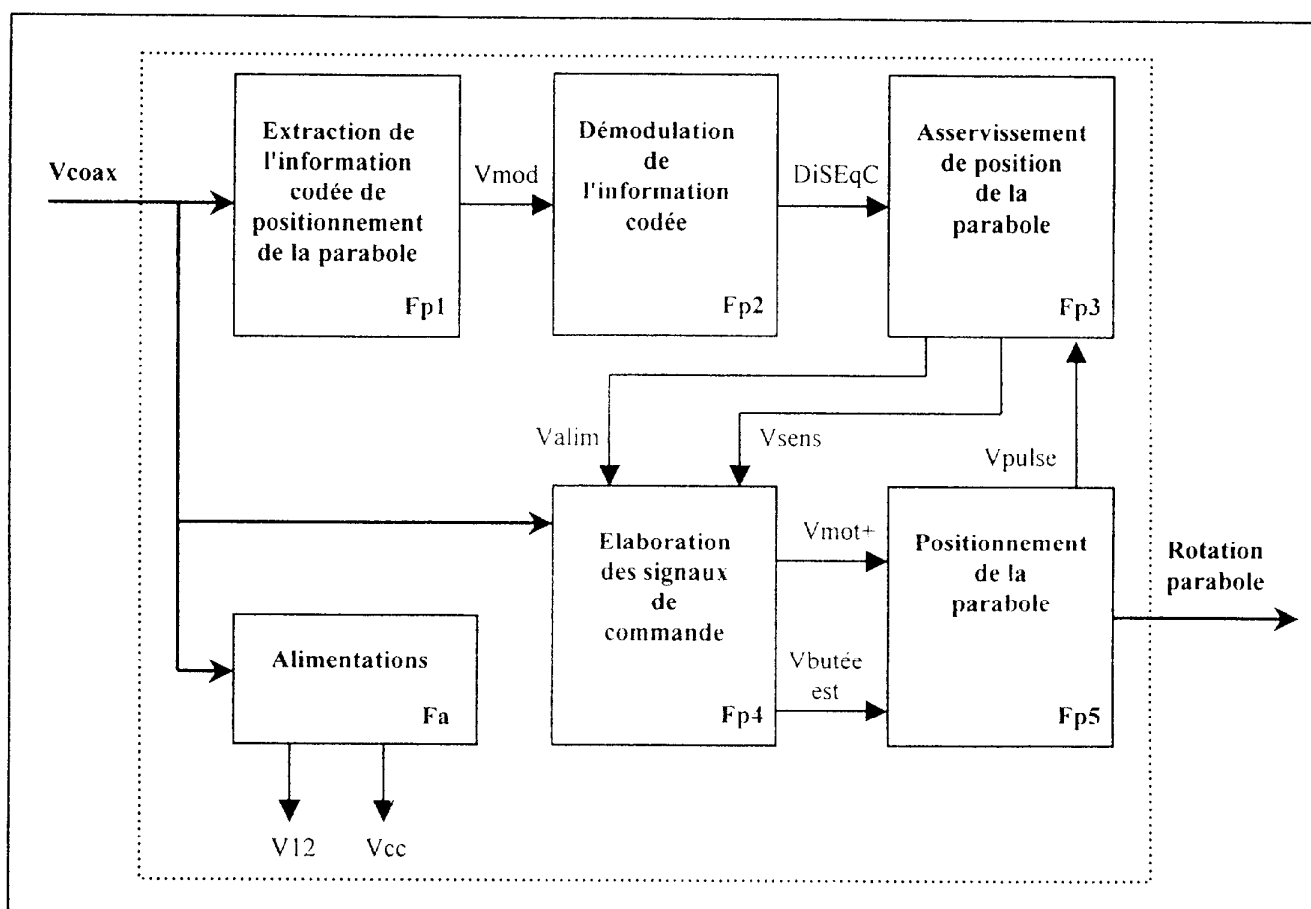 Extraction de
l'information
codée de
positionnement
de la parabole
Fp1
Démodulation
de
l'information
codée
Fp2
Asservissement
de position
de la
parabole
Fp3
Vcoax
Vmod
DiSEqC
Valim
Vsens
Vpulse
Elaboration
des signaux
de
commande
Fp4
Vmot+
Vbutée
est
Positionnement
de la
parabole
Fp5
Rotation
parabole
Alimentations
Fa
V12
Vcc